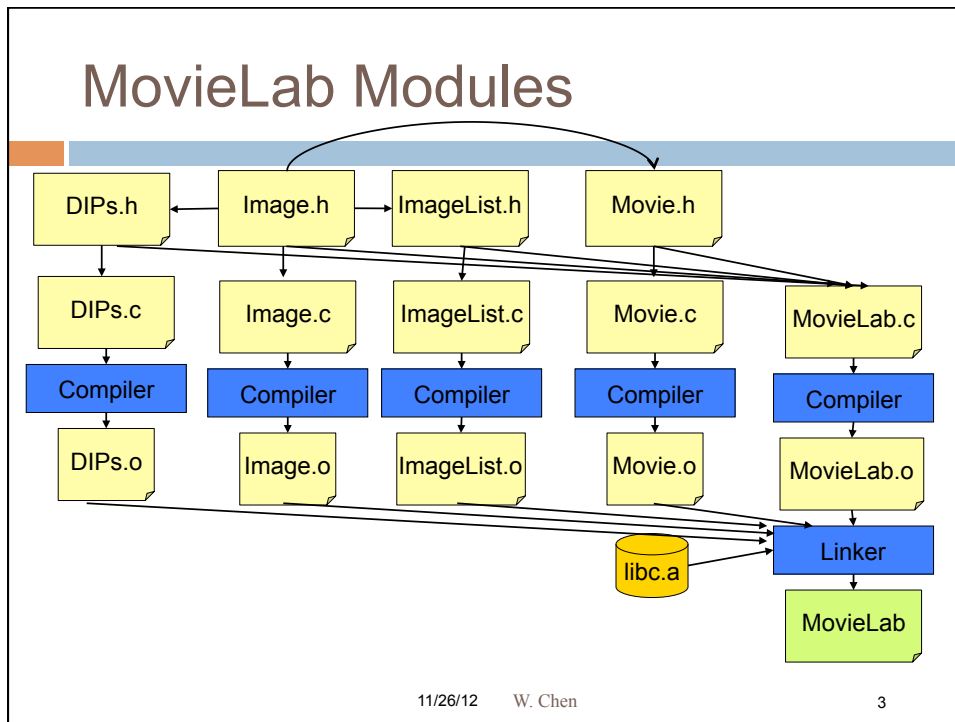 MovieLab Modules
DIPs.h
Image.h
ImageList.h
Movie.h
DIPs.c
Image.c
ImageList.c
Movie.c
MovieLab.c
Compiler
Compiler
Compiler
Compiler
Compiler
DIPs.o
Image.o
ImageList.o
Movie.o
MovieLab.o
libc.a
Linker
MovieLab
11/26/12 W. Chen 3